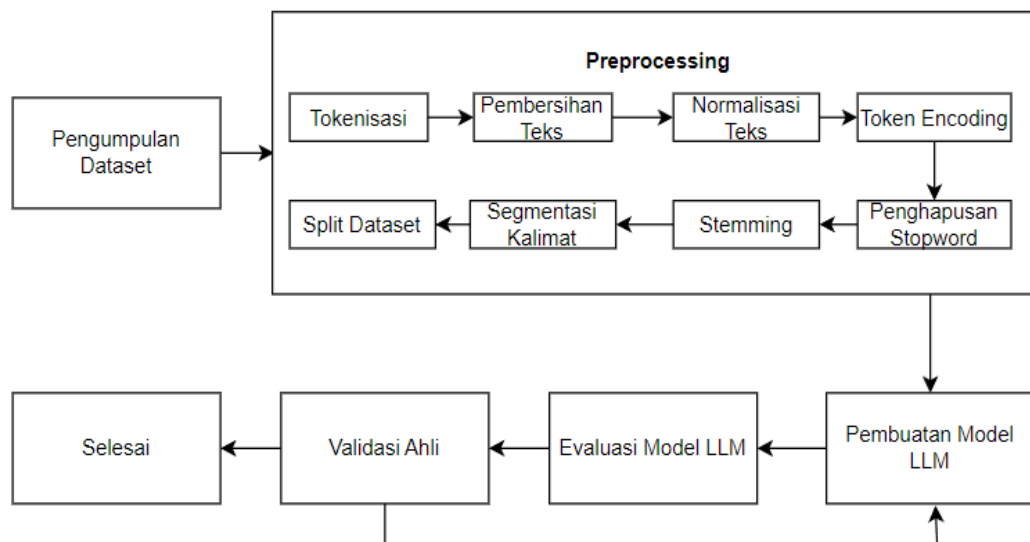 Preprocessing
Pengumpulan
Dataset
Tokenisasi
Pembersihan
Teks
Normalisasi
Teks
Token Encoding
Penghapusan
Stopword
Stemming
Segmentasi
Kalimat
Split Dataset
Pembuatan Model
LLM
Evaluasi Model LLM
Validasi Ahli
Selesai